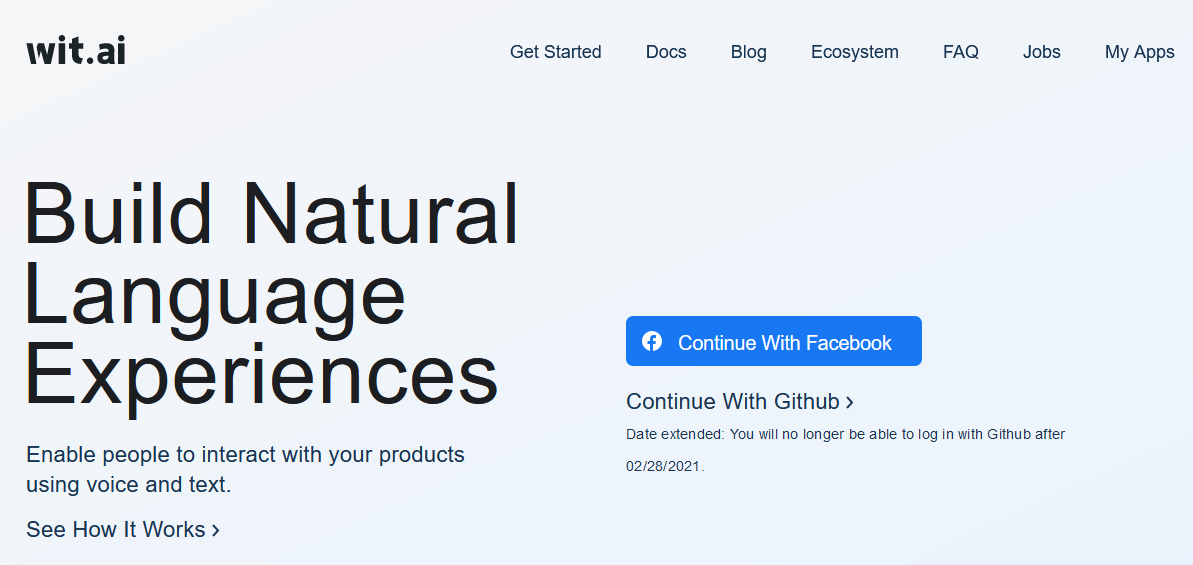 wit.ai
Get Started Docs Blog Ecosystem FAQ Jobs My Apps
Build Natural
Language
Experiences
Enable people to interact with your products
using voice and text.
See How It Works ›
Continue With Facebook
Continue With Github ›
Date extended: You will no longer be able to log in with Github after
02/28/2021.